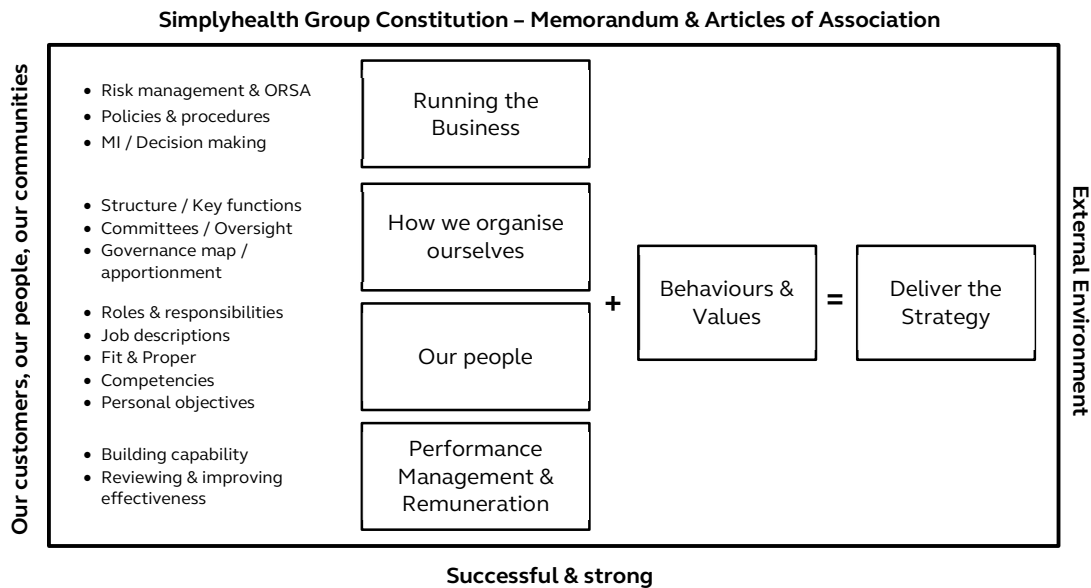 Simplyhealth Group Constitution – Memorandum & Articles of Association
Our customers, our people, our communities
• Risk management & ORSA
• Policies & procedures
• MI / Decision making
Running the
Business
• Structure / Key functions
• Committees / Oversight
• Governance map /
apportionment
How we organise
ourselves
• Roles & responsibilities
• Job descriptions
• Fit & Proper
• Competencies
• Personal objectives
Our people
• Building capability
• Reviewing & improving
effectiveness
Performance
Management &
Remuneration
+
Behaviours &
Values
=
Deliver the
Strategy
External Environment
Successful & strong